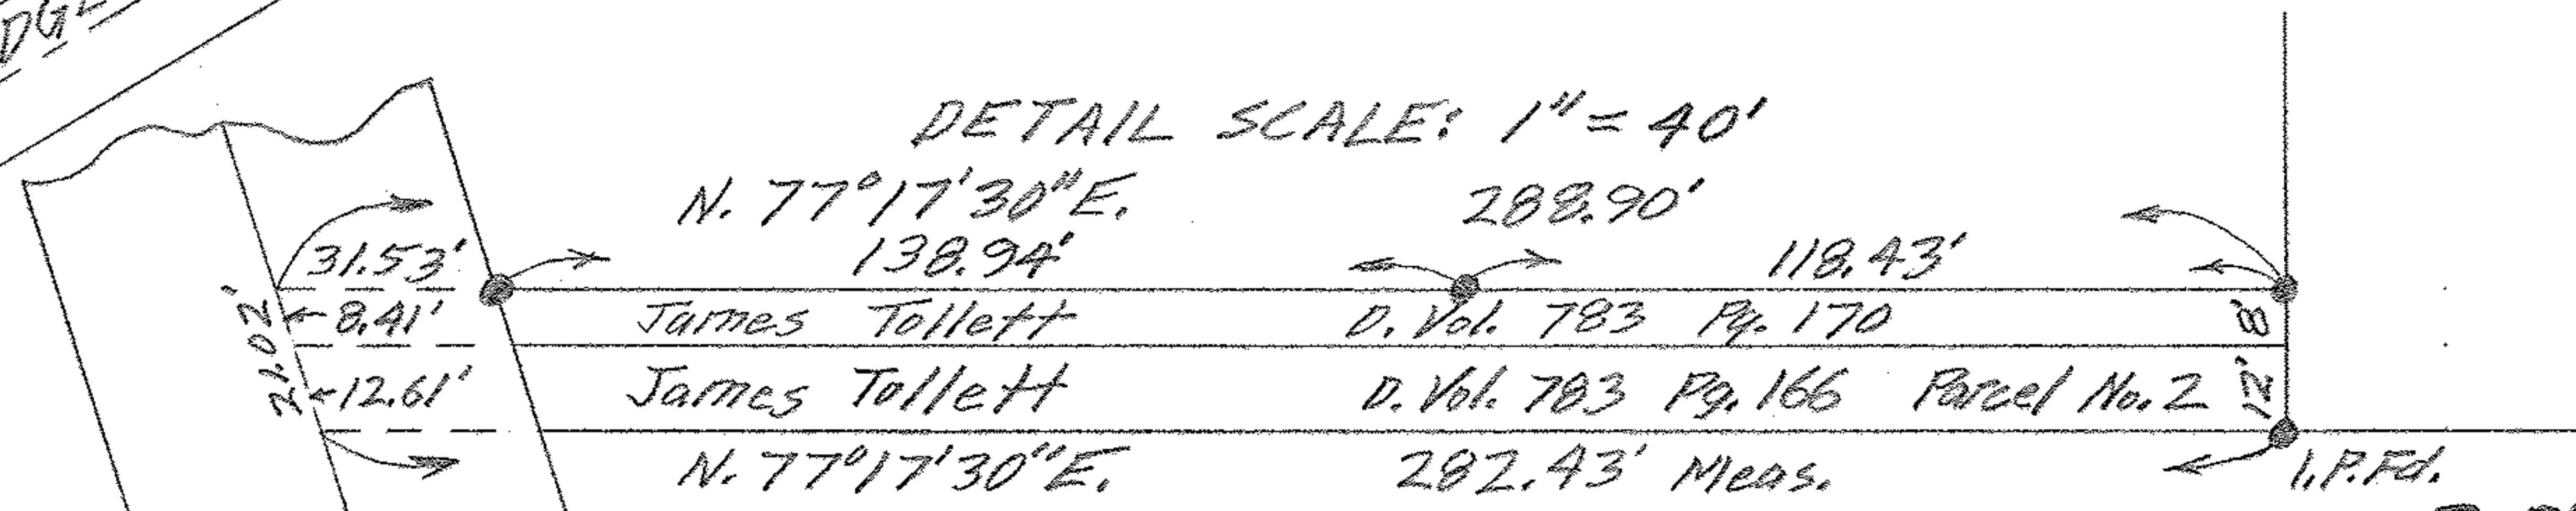 DETAIL SCALE: 1" = 40'
N. 77°17'30"E. 288.90'
31.53' 138.94' 118.43'
8.41' James Tollett D. Vol. 783 Pg. 170 8'
21.02'
12.61' James Tollett D. Vol. 783 Pg. 166 Parcel No. 2 12'
N. 77°17'30"E. 282.43' Meas. I.P.Fd.